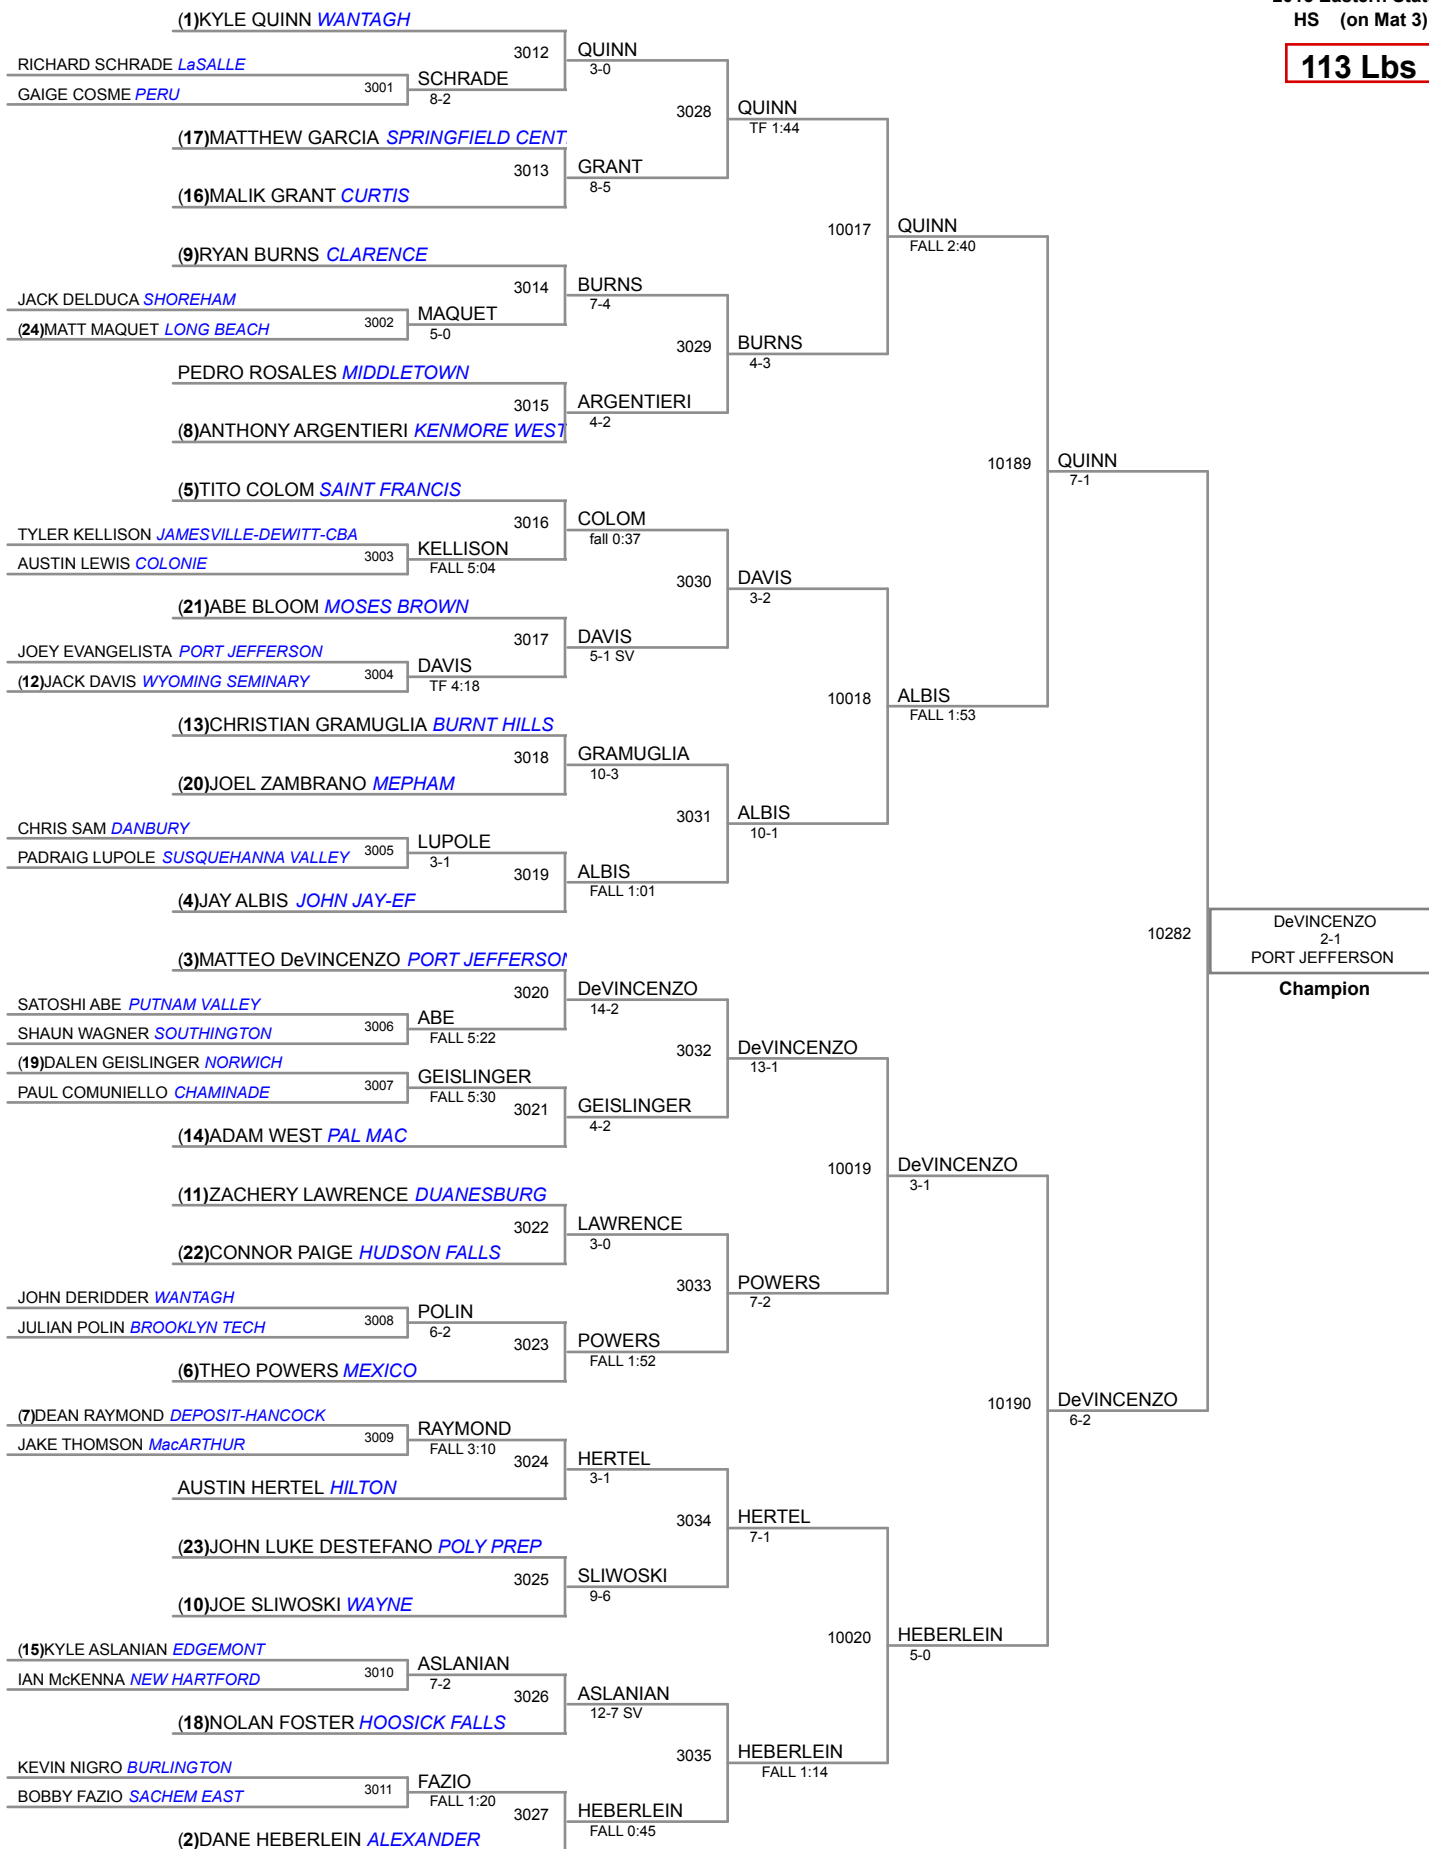 2018 Eastern Stat
HS (on Mat 3)
113 Lbs
(1)KYLE QUINN WANTAGH
3012
QUINN
3-0
RICHARD SCHRADE LaSALLE
GAIGE COSME PERU
3001
SCHRADE
8-2
3028
QUINN
TF 1:44
(17)MATTHEW GARCIA SPRINGFIELD CENT
3013
GRANT
8-5
(16)MALIK GRANT CURTIS
10017
QUINN
FALL 2:40
(9)RYAN BURNS CLARENCE
3014
BURNS
7-4
JACK DELDUCA SHOREHAM
(24)MATT MAQUET LONG BEACH
3002
MAQUET
5-0
3029
BURNS
4-3
PEDRO ROSALES MIDDLETOWN
3015
ARGENTIERI
4-2
(8)ANTHONY ARGENTIERI KENMORE WEST
10189
QUINN
7-1
(5)TITO COLOM SAINT FRANCIS
3016
COLOM
fall 0:37
TYLER KELLISON JAMESVILLE-DEWITT-CBA
AUSTIN LEWIS COLONIE
3003
KELLISON
FALL 5:04
3030
DAVIS
3-2
(21)ABE BLOOM MOSES BROWN
3017
DAVIS
5-1 SV
JOEY EVANGELISTA PORT JEFFERSON
(12)JACK DAVIS WYOMING SEMINARY
3004
DAVIS
TF 4:18
10018
ALBIS
FALL 1:53
(13)CHRISTIAN GRAMUGLIA BURNT HILLS
3018
GRAMUGLIA
10-3
(20)JOEL ZAMBRANO MEPHAM
3031
ALBIS
10-1
CHRIS SAM DANBURY
PADRAIG LUPOLE SUSQUEHANNA VALLEY
3005
LUPOLE
3-1
3019
ALBIS
FALL 1:01
(4)JAY ALBIS JOHN JAY-EF
10282
DeVINCENZO
2-1
PORT JEFFERSON
Champion
(3)MATTEO DeVINCENZO PORT JEFFERSON
3020
DeVINCENZO
14-2
SATOSHI ABE PUTNAM VALLEY
SHAUN WAGNER SOUTHINGTON
3006
ABE
FALL 5:22
3032
DeVINCENZO
13-1
(19)DALEN GEISLINGER NORWICH
PAUL COMUNIELLO CHAMINADE
3007
GEISLINGER
FALL 5:30
3021
GEISLINGER
4-2
(14)ADAM WEST PAL MAC
10019
DeVINCENZO
3-1
(11)ZACHERY LAWRENCE DUANESBURG
3022
LAWRENCE
3-0
(22)CONNOR PAIGE HUDSON FALLS
3033
POWERS
7-2
JOHN DERIDDER WANTAGH
JULIAN POLIN BROOKLYN TECH
3008
POLIN
6-2
3023
POWERS
FALL 1:52
(6)THEO POWERS MEXICO
10190
DeVINCENZO
6-2
(7)DEAN RAYMOND DEPOSIT-HANCOCK
JAKE THOMSON MacARTHUR
3009
RAYMOND
FALL 3:10
3024
HERTEL
3-1
AUSTIN HERTEL HILTON
3034
HERTEL
7-1
(23)JOHN LUKE DESTEFANO POLY PREP
3025
SLIWOSKI
9-6
(10)JOE SLIWOSKI WAYNE
10020
HEBERLEIN
5-0
(15)KYLE ASLANIAN EDGEMONT
IAN McKENNA NEW HARTFORD
3010
ASLANIAN
7-2
3026
ASLANIAN
12-7 SV
(18)NOLAN FOSTER HOOSICK FALLS
3035
HEBERLEIN
FALL 1:14
KEVIN NIGRO BURLINGTON
BOBBY FAZIO SACHEM EAST
3011
FAZIO
FALL 1:20
3027
HEBERLEIN
FALL 0:45
(2)DANE HEBERLEIN ALEXANDER